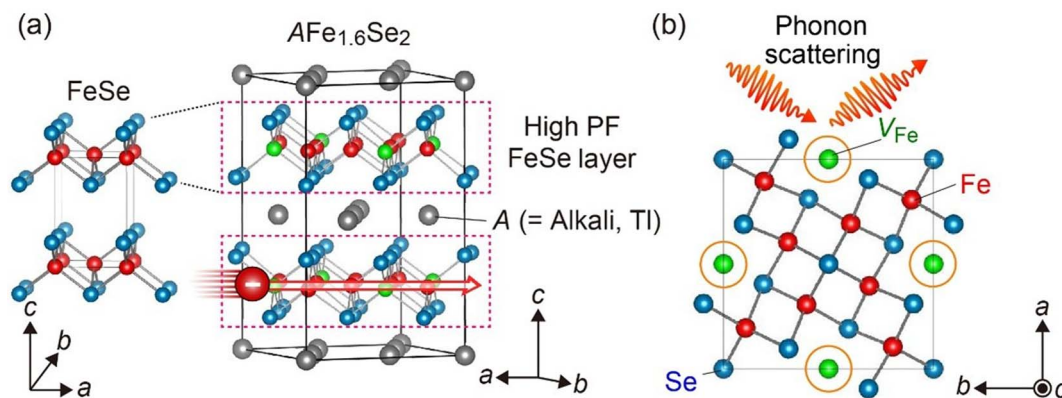 (a)
AFe1.6Se2
FeSe
High PF
FeSe layer
A (= Alkali, Tl)
c
b
a
c
a
b
(b)
Phonon
scattering
VFe
Fe
Se
a
b
c